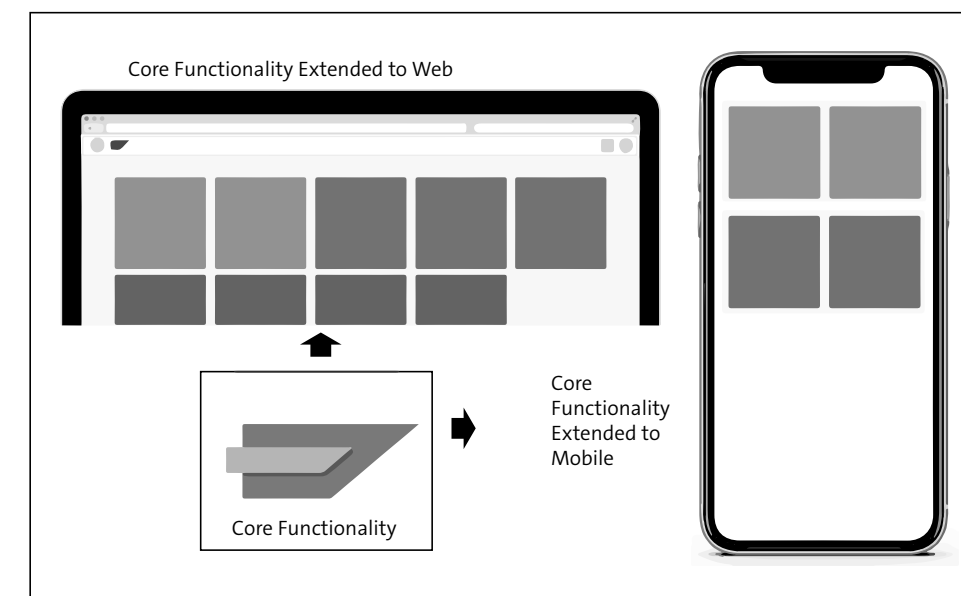 Core Functionality Extended to Web
Core
Functionality
Extended to
Mobile
Core Functionality